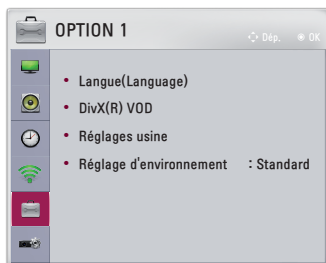 OPTION 1
Dép. OK
• Langue(Language)
• DivX(R) VOD
• Réglages usine
• Réglage d'environnement : Standard